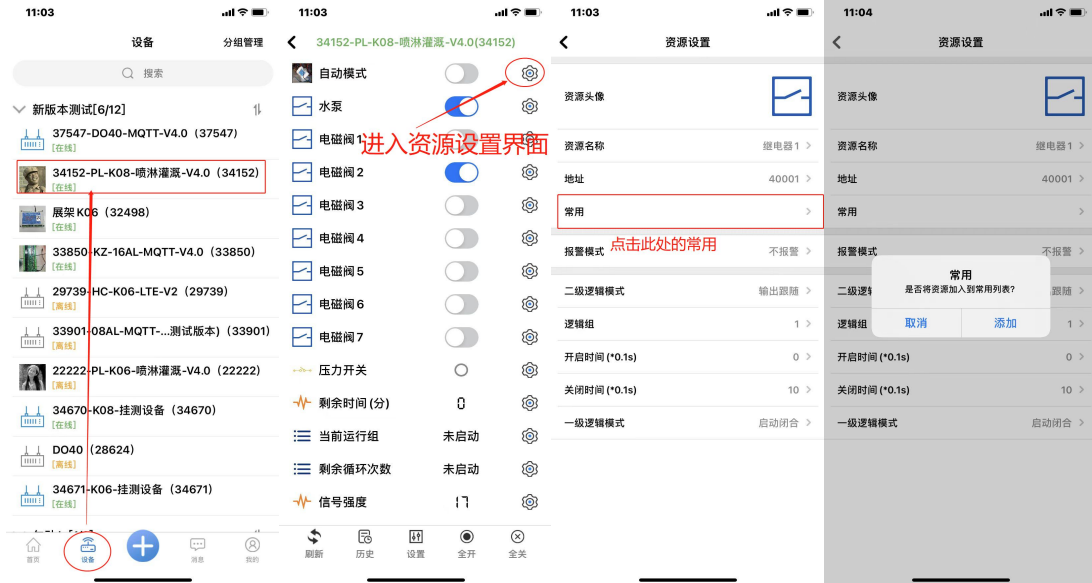 11:03
设备
分组管理
搜索
新版本测试[6/12]
37547-DO40-MQTT-V4.0（37547）
[在线]
34152-PL-K08-喷淋灌溉-V4.0（34152）
[在线]
展架K06（32498）
[在线]
33850-KZ-16AL-MQTT-V4.0（33850）
[在线]
29739-HC-K06-LTE-V2（29739）
[离线]
33901-08AL-MQTT-...测试版本)（33901）
[离线]
22222-PL-K06-喷淋灌溉-V4.0（22222）
[离线]
34670-K08-挂测设备（34670）
[在线]
DO40（28624）
[离线]
34671-K06-挂测设备（34671）
[在线]
首页
设备
消息
我的
11:03
34152-PL-K08-喷淋灌溉-V4.0(34152)
自动模式
水泵
电磁阀1
进入资源设置界面
电磁阀2
电磁阀3
电磁阀4
电磁阀5
电磁阀6
电磁阀7
压力开关
剩余时间(分) 0
当前运行组 未启动
剩余循环次数 未启动
信号强度 17
刷新
历史
设置
全开
全关
11:03
资源设置
资源头像
资源名称 继电器1
地址 40001
常用
点击此处的常用
报警模式 不报警
二级逻辑模式 输出跟随
逻辑组 1
开启时间(*0.1s) 0
关闭时间(*0.1s) 10
一级逻辑模式 启动闭合
11:04
资源设置
资源头像
资源名称 继电器1
地址 40001
常用
报警模式 不报警
常用
是否将资源加入到常用列表?
取消 添加
二级逻 跟随
逻辑组 1
开启时间(*0.1s) 0
关闭时间(*0.1s) 10
一级逻辑模式 启动闭合